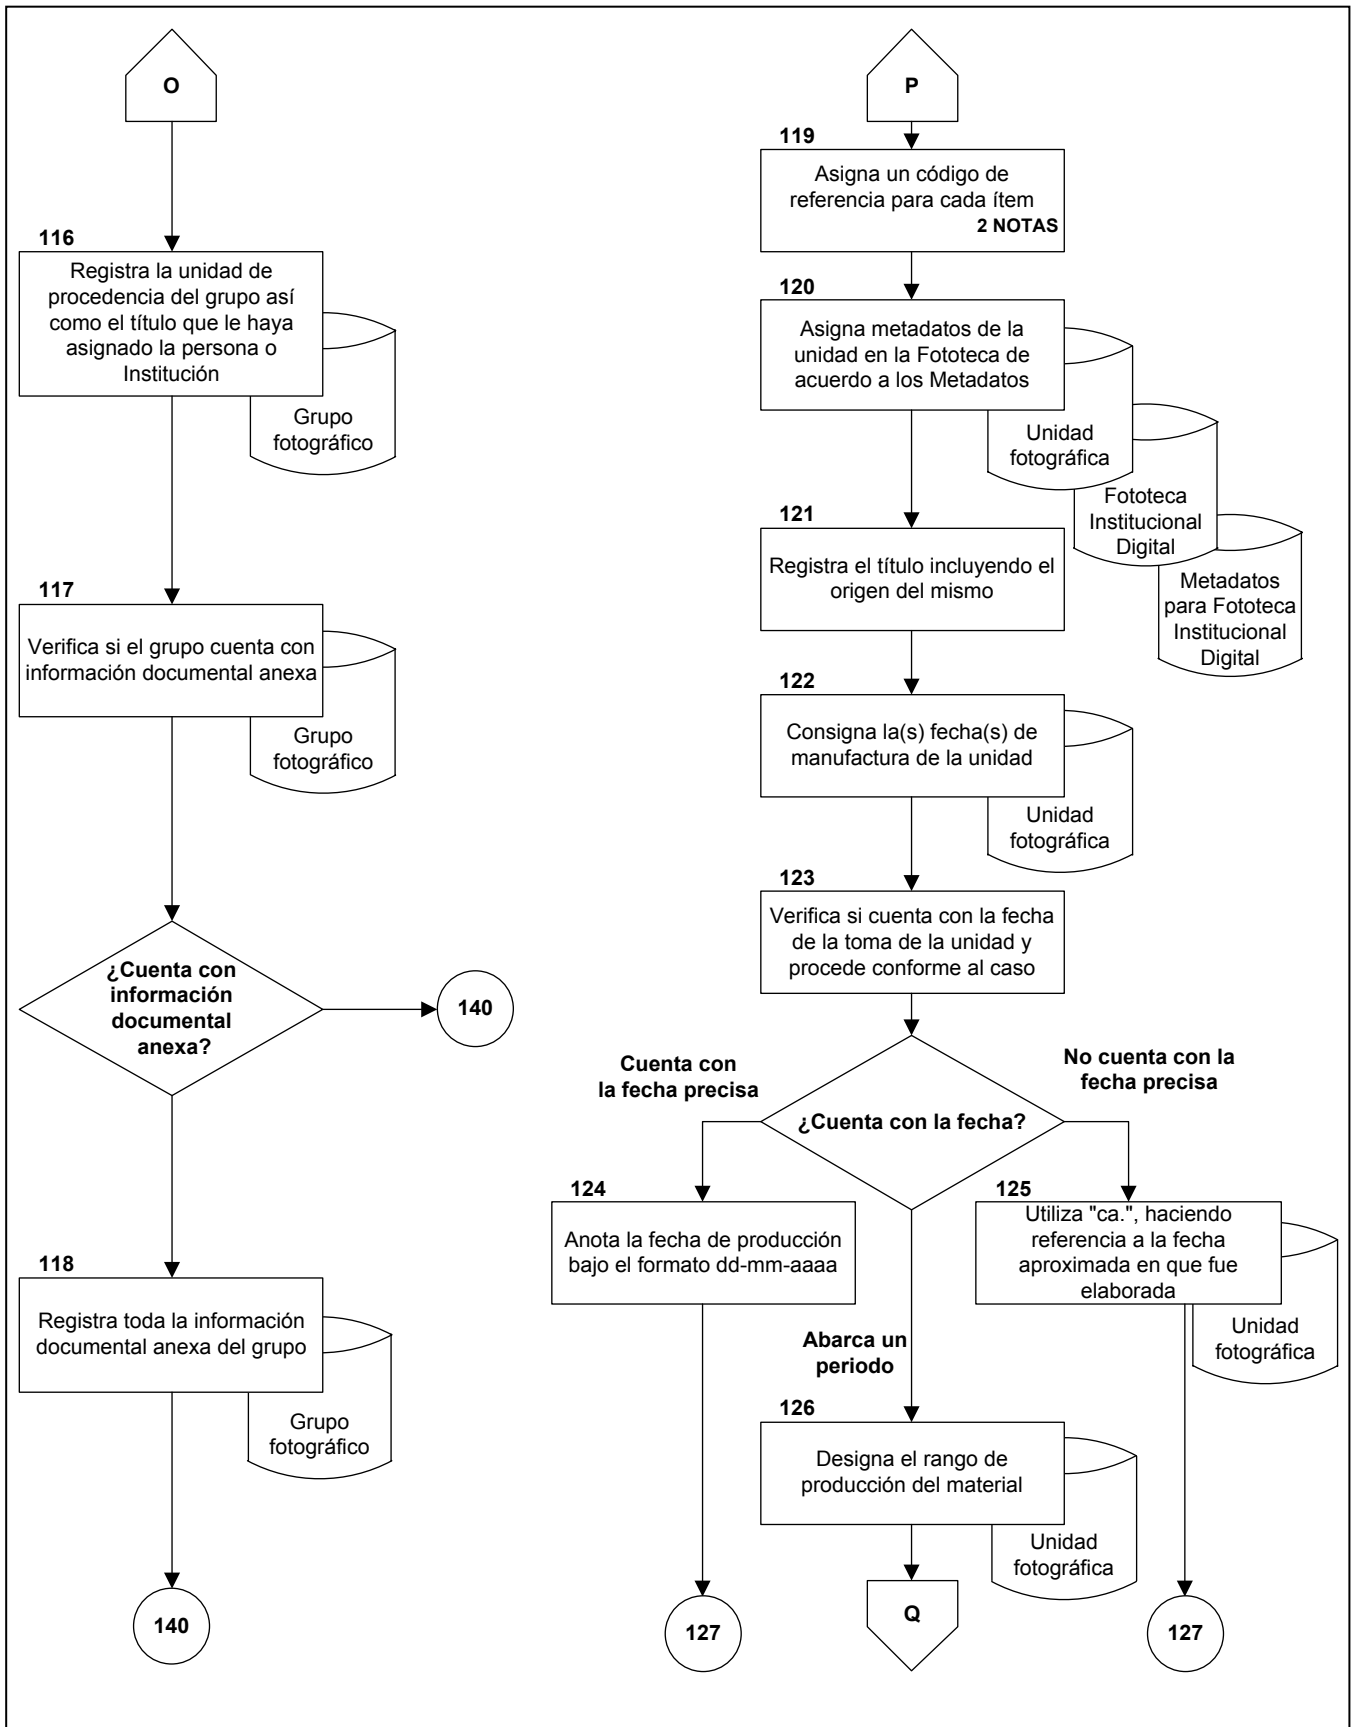 O
116
Registra la unidad de
procedencia del grupo así
como el título que le haya
asignado la persona o
Institución
Grupo
fotográfico
117
Verifica si el grupo cuenta con
información documental anexa
Grupo
fotográfico
¿Cuenta con
información
documental
anexa?
140
118
Registra toda la información
documental anexa del grupo
Grupo
fotográfico
140
P
119
Asigna un código de
referencia para cada ítem
2 NOTAS
120
Asigna metadatos de la
unidad en la Fototeca de
acuerdo a los Metadatos
Unidad
fotográfica
Fototeca
Institucional
Digital
Metadatos
para Fototeca
Institucional
Digital
121
Registra el título incluyendo el
origen del mismo
122
Consigna la(s) fecha(s) de
manufactura de la unidad
Unidad
fotográfica
123
Verifica si cuenta con la fecha
de la toma de la unidad y
procede conforme al caso
¿Cuenta con la fecha?
Cuenta con
la fecha precisa
124
Anota la fecha de producción
bajo el formato dd-mm-aaaa
127
No cuenta con la
fecha precisa
125
Utiliza "ca.", haciendo
referencia a la fecha
aproximada en que fue
elaborada
Unidad
fotográfica
127
Abarca un
periodo
126
Designa el rango de
producción del material
Unidad
fotográfica
Q